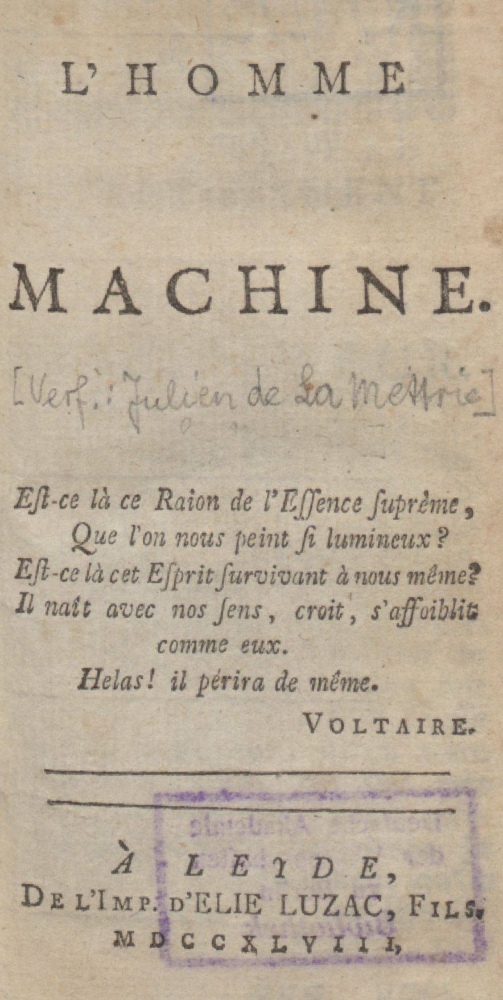 L'HOMME
MACHINE.
[Verf.: Julien de La Mettrie]
Eſt-ce là ce Raion de l'Eſſence ſuprême,
Que l'on nous peint ſi lumineux?
Eſt-ce là cet Eſprit ſurvivant à nous même?
Il naît avec nos ſens, croit, s'affoiblit
comme eux.
Helas! il périra de même.
VOLTAIRE.
À LEYDE,
DE L'IMP. D'ELIE LUZAC, FILS.
MDCCXLVIII,